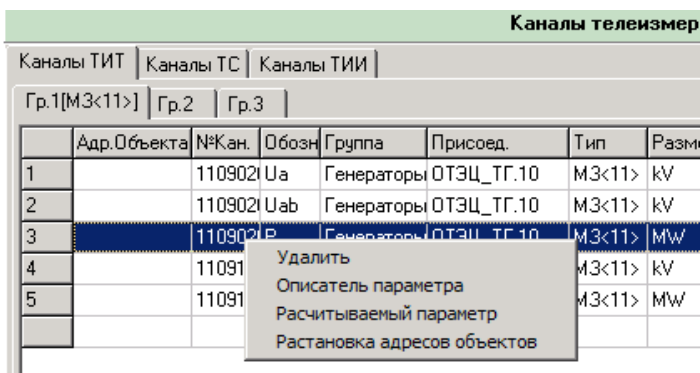 Каналы телеизмер
Каналы ТИТ Каналы ТС Каналы ТИИ
Гр.1[М3<11>] Гр.2 Гр.3
Адр.Объекта №Кан. Обозн Группа Присоед. Тип Разме
1 110902 Ua Генераторы ОТЭЦ_ТГ.10 М3<11> kV
2 110902 Uab Генераторы ОТЭЦ_ТГ.10 М3<11> kV
3 110902 P Генераторы ОТЭЦ_ТГ.10 М3<11> MW
4 11091 М3<11> kV
5 11091 М3<11> MW
Удалить
Описатель параметра
Расчитываемый параметр
Растановка адресов объектов